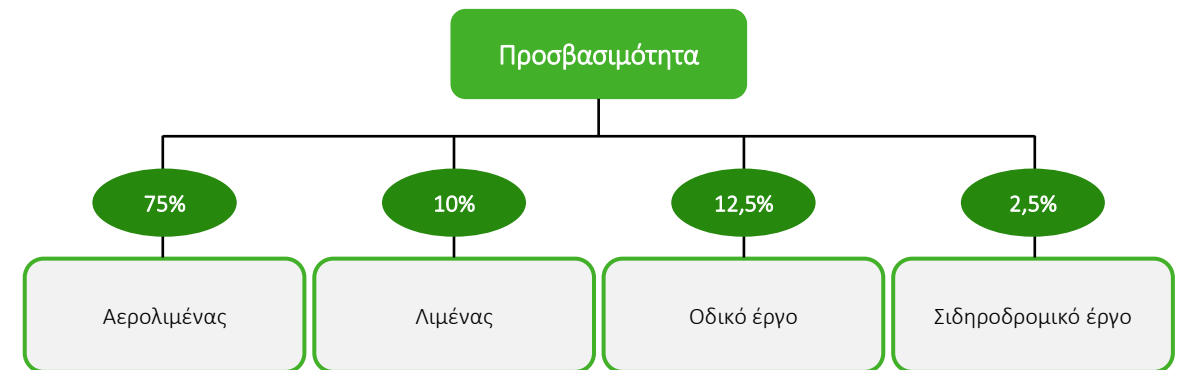 Προσβασιμότητα
75%
10%
12,5%
2,5%
Αερολιμένας
Λιμένας
Οδικό έργο
Σιδηροδρομικό έργο